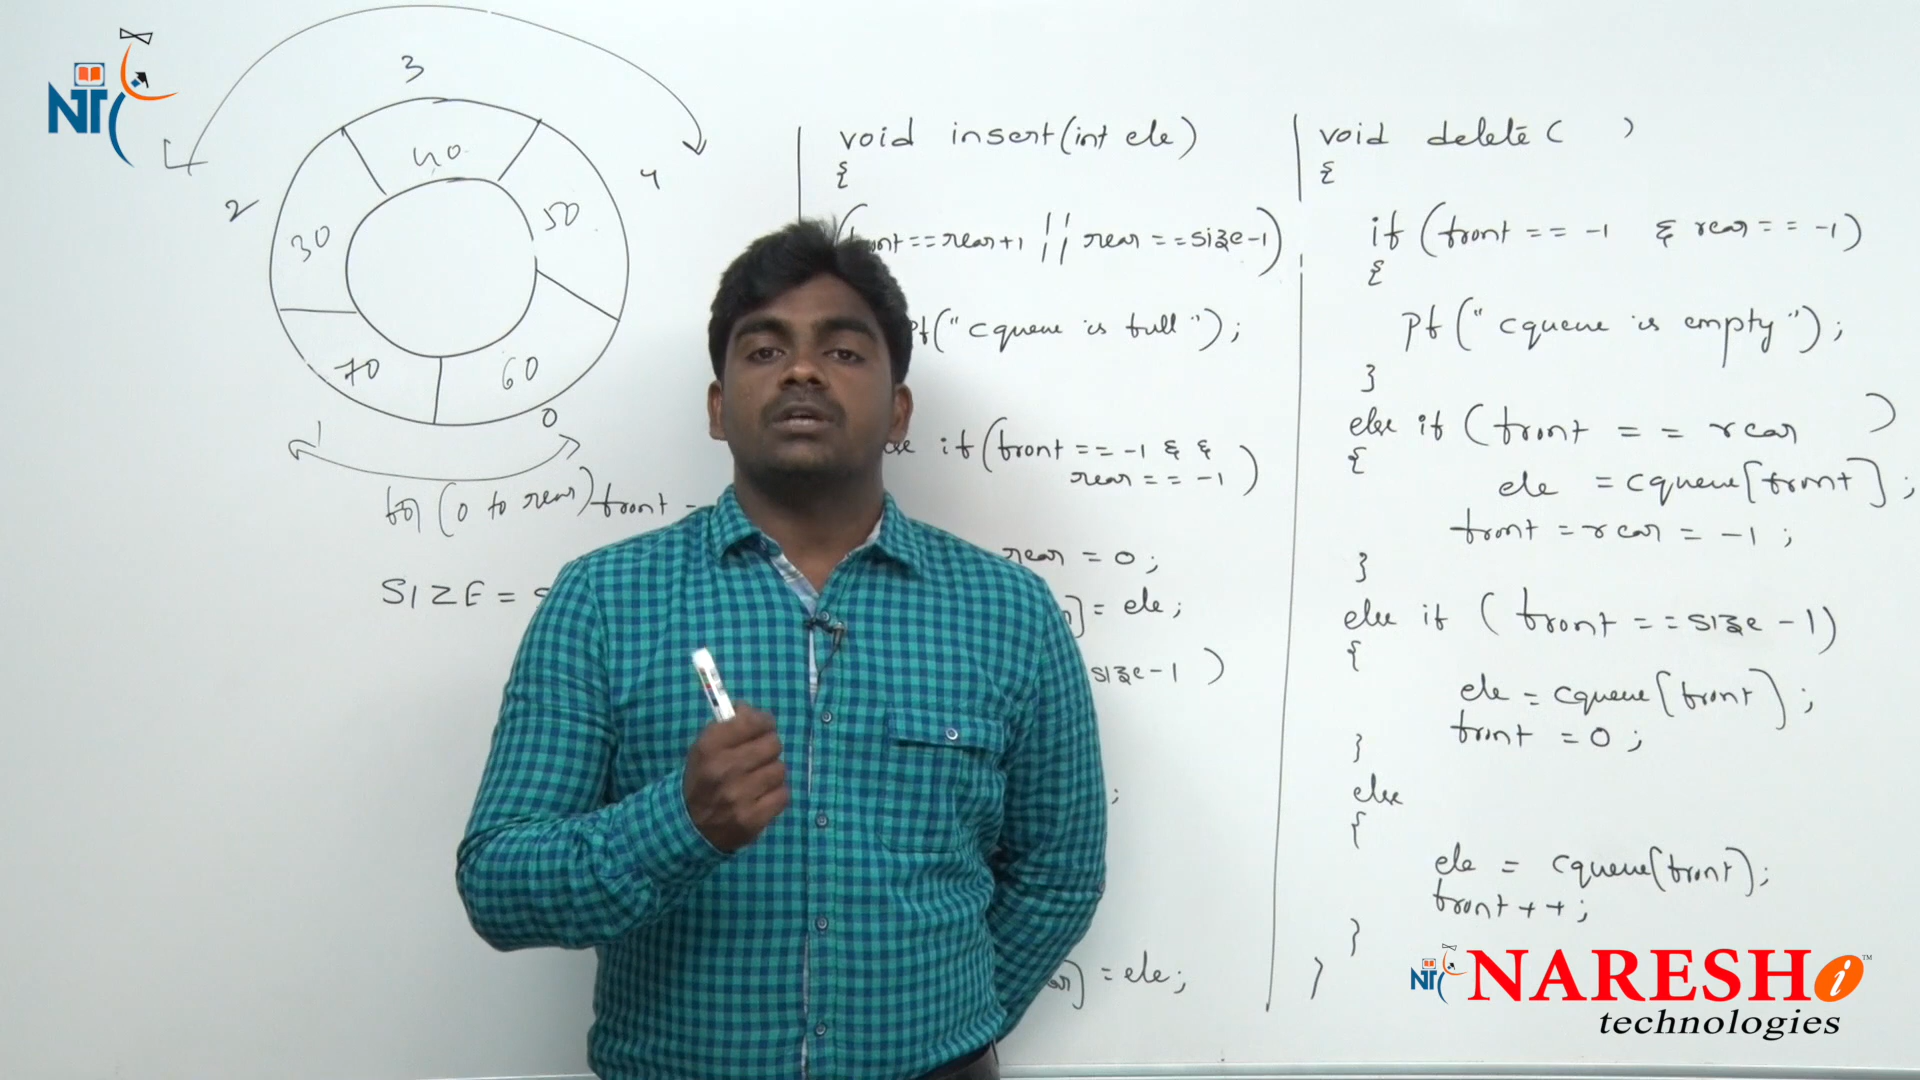 NT
3
40
4
2
50
30
70
60
1
0
for (0 to rear) front -
SIZE =
void insert(int ele)
{
==rear+1 || rear ==size-1)
pf("cqueue is full");
if(front == -1 & &
rear == -1)
rear = 0;
] = ele;
size-1 )
;
] = ele;
void delete( )
{
if (front == -1 & rear == -1)
{
Pf ("cqueue is empty");
}
else if (front == rear )
{
ele = cqueue[front];
front = rear = -1 ;
}
else if ( front ==size-1)
{
ele = cqueue[front];
front = 0 ;
}
else
{
ele = cqueue(front);
front++;
}
}
NT
NARESH i ™
technologies